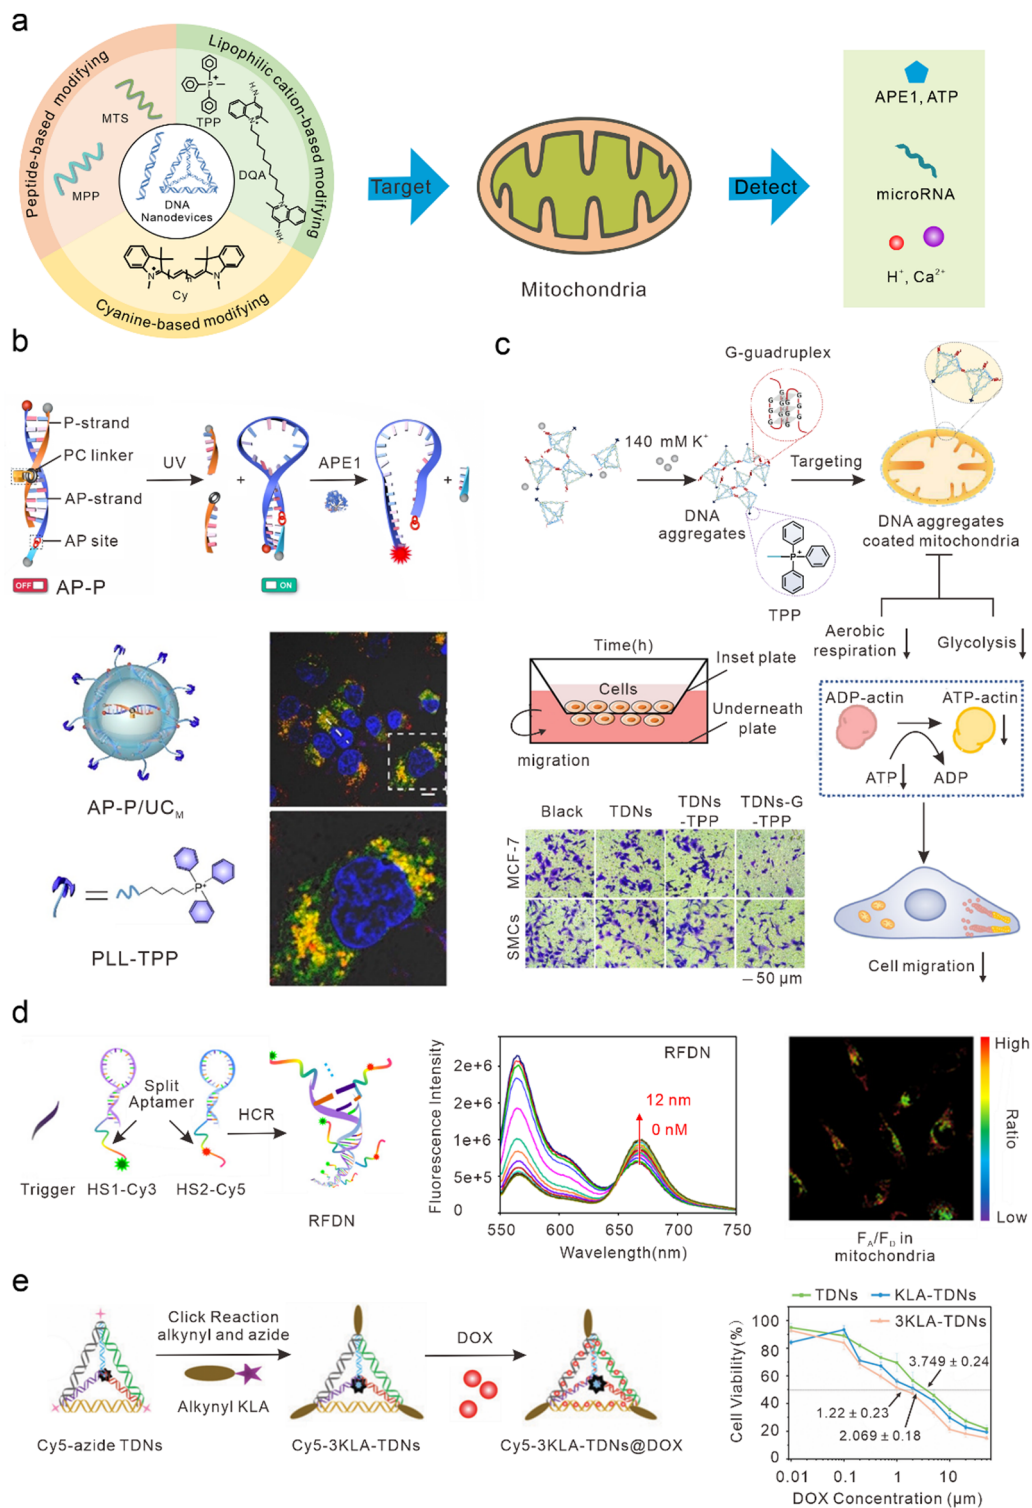 a
Peptide-based modifying
Lipophilic cation-based modifying
Cyanine-based modifying
MTS
MPP
TPP
H₂N
DQA
DNA
Nanodevices
Cy
Target
Mitochondria
Detect
APE1, ATP
microRNA
H⁺, Ca²⁺
b
P-strand
PC linker
AP-strand
AP site
OFF
AP-P
UV
+
ON
APE1
+
AP-P/UCM
PLL-TPP
c
G-guadruplex
140 mM K⁺
DNA
aggregates
Targeting
TPP
DNA aggregates
coated mitochondria
Aerobic
respiration
Glycolysis
Time(h)
Cells
Inset plate
Underneath
plate
migration
ADP-actin
ATP-actin
ATP
ADP
Black
TDNs
TDNs
-TPP
TDNs-G
-TPP
MCF-7
SMCs
50 µm
Cell migration
d
Trigger
HS1-Cy3
Split
Aptamer
HS2-Cy5
HCR
RFDN
Fluorescence Intensity
2e+6
2e+6
1e+6
5e+5
0
550
600
650
700
750
Wavelength(nm)
RFDN
12 nm
0 nM
High
Ratio
Low
FA/FD in
mitochondria
e
Cy5-azide TDNs
Click Reaction
alkynyl and azide
Alkynyl KLA
Cy5-3KLA-TDNs
DOX
Cy5-3KLA-TDNs@DOX
TDNs
KLA-TDNs
3KLA-TDNs
Cell Viability(%)
100
80
60
40
20
0
3.749 ± 0.24
1.22 ± 0.23
2.069 ± 0.18
0.01
0.1
1
10
DOX Concentration (µm)